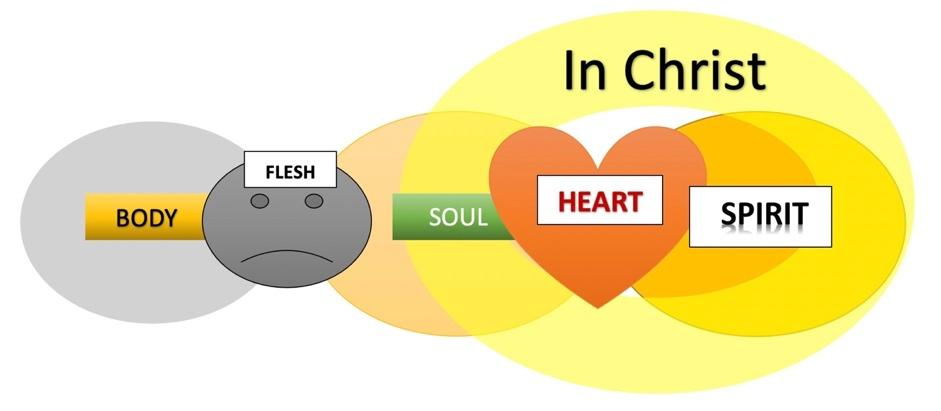 In Christ
FLESH
BODY
SOUL
HEART
SPIRIT